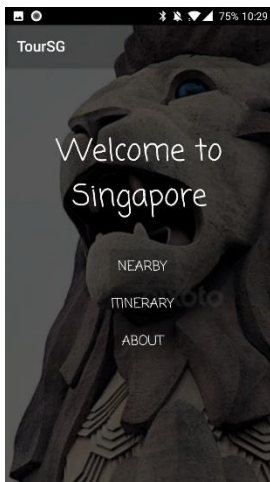 75% 10:29
TourSG
Welcome to
Singapore
NEARBY
ITINERARY
ABOUT